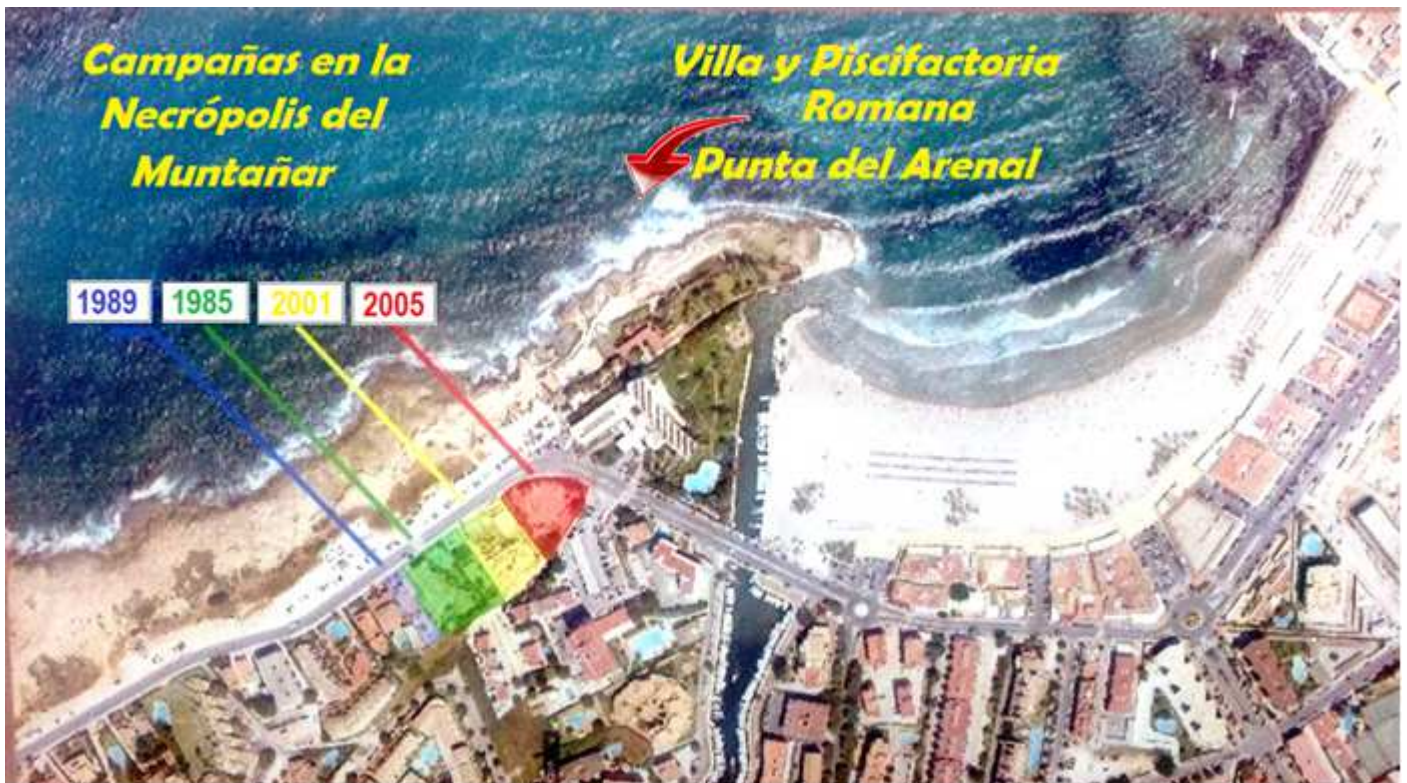 Campañas en la
Necrópolis del
Muntañar
Villa y Piscifactoria
Romana
Punta del Arenal
1989
1985
2001
2005